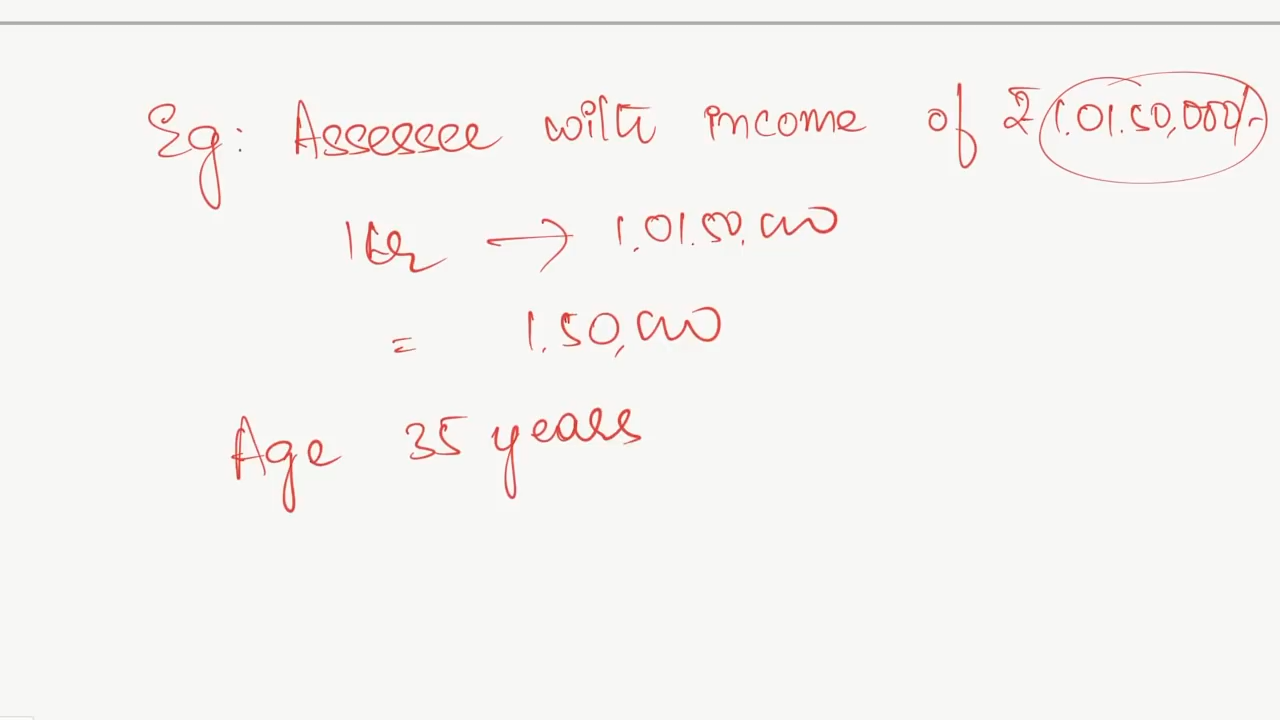 Eg: Assessee with income of ₹ 1.01.50,000/-
1Cr → 1.01.50,000
= 1.50,000
Age 35 years